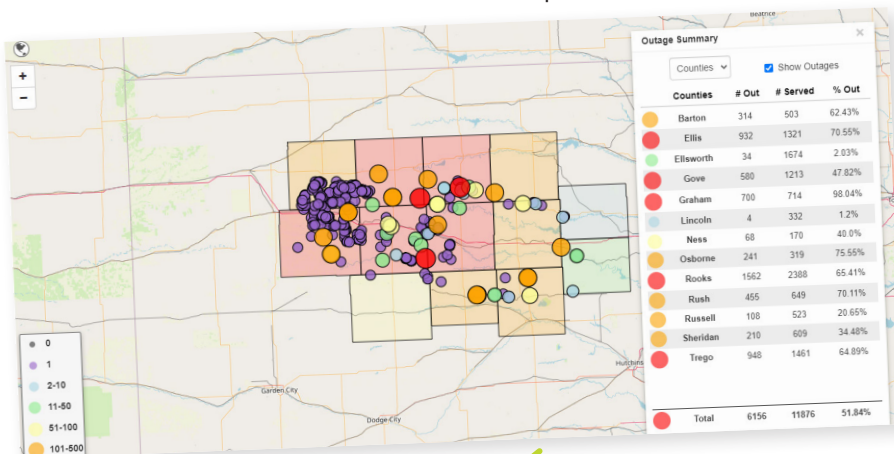 Beatrice
+
−
Outage Summary ×
Counties
Show Outages
Counties # Out # Served % Out
Barton 314 503 62.43%
Ellis 932 1321 70.55%
Ellsworth 34 1674 2.03%
Gove 580 1213 47.82%
Graham 700 714 98.04%
Lincoln 4 332 1.2%
Ness 68 170 40.0%
Osborne 241 319 75.55%
Rooks 1562 2388 65.41%
Rush 455 649 70.11%
Russell 108 523 20.65%
Sheridan 210 609 34.48%
Trego 948 1461 64.89%
Total 6156 11876 51.84%
0
1
2-10
11-50
51-100
101-500
Garden City
Dodge City
Hutchins